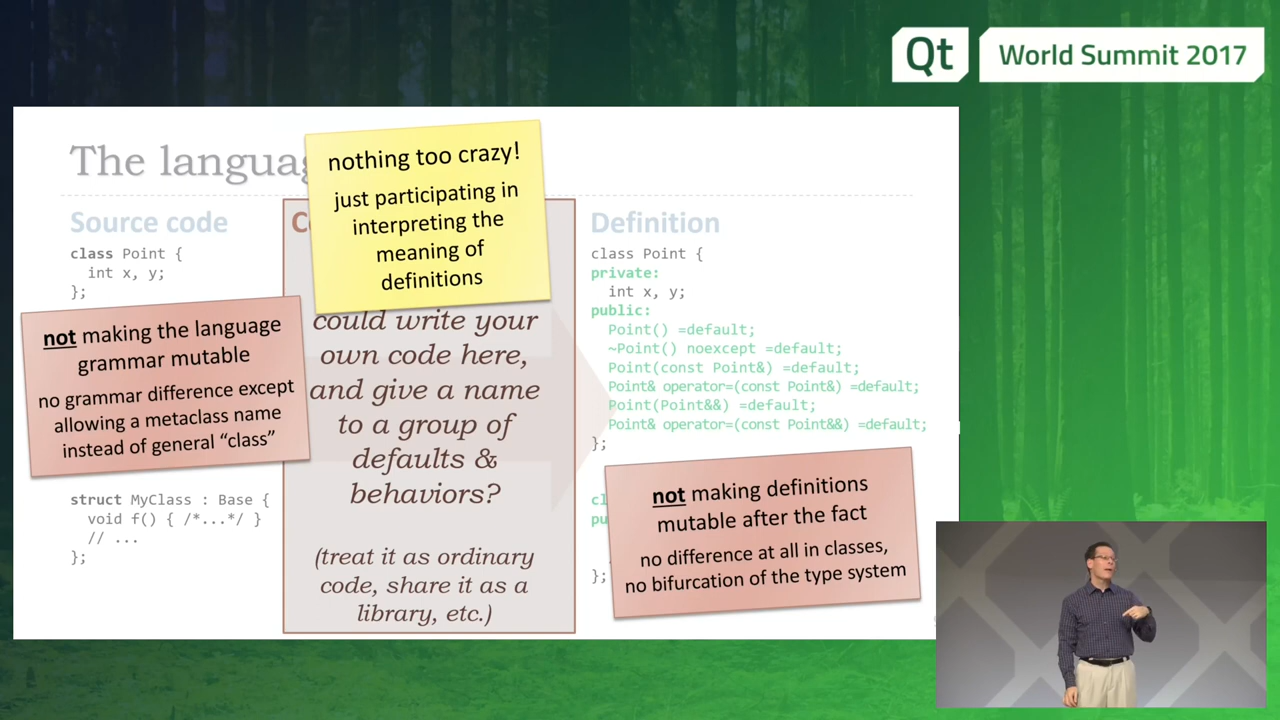 Qt World Summit 2017
The langua
nothing too crazy!
just participating in
interpreting the
meaning of
definitions
Source code
class Point {
int x, y;
};
not making the language
grammar mutable
no grammar difference except
allowing a metaclass name
instead of general “class”
struct MyClass : Base {
void f() { /*...*/ }
// ...
};
could write your
own code here,
and give a name
to a group of
defaults &
behaviors?
(treat it as ordinary
code, share it as a
library, etc.)
Definition
class Point {
private:
int x, y;
public:
Point() =default;
~Point() noexcept =default;
Point(const Point&) =default;
Point& operator=(const Point&) =default;
Point(Point&&) =default;
Point& operator=(const Point&&) =default;
};
not making definitions
mutable after the fact
no difference at all in classes,
no bifurcation of the type system
};